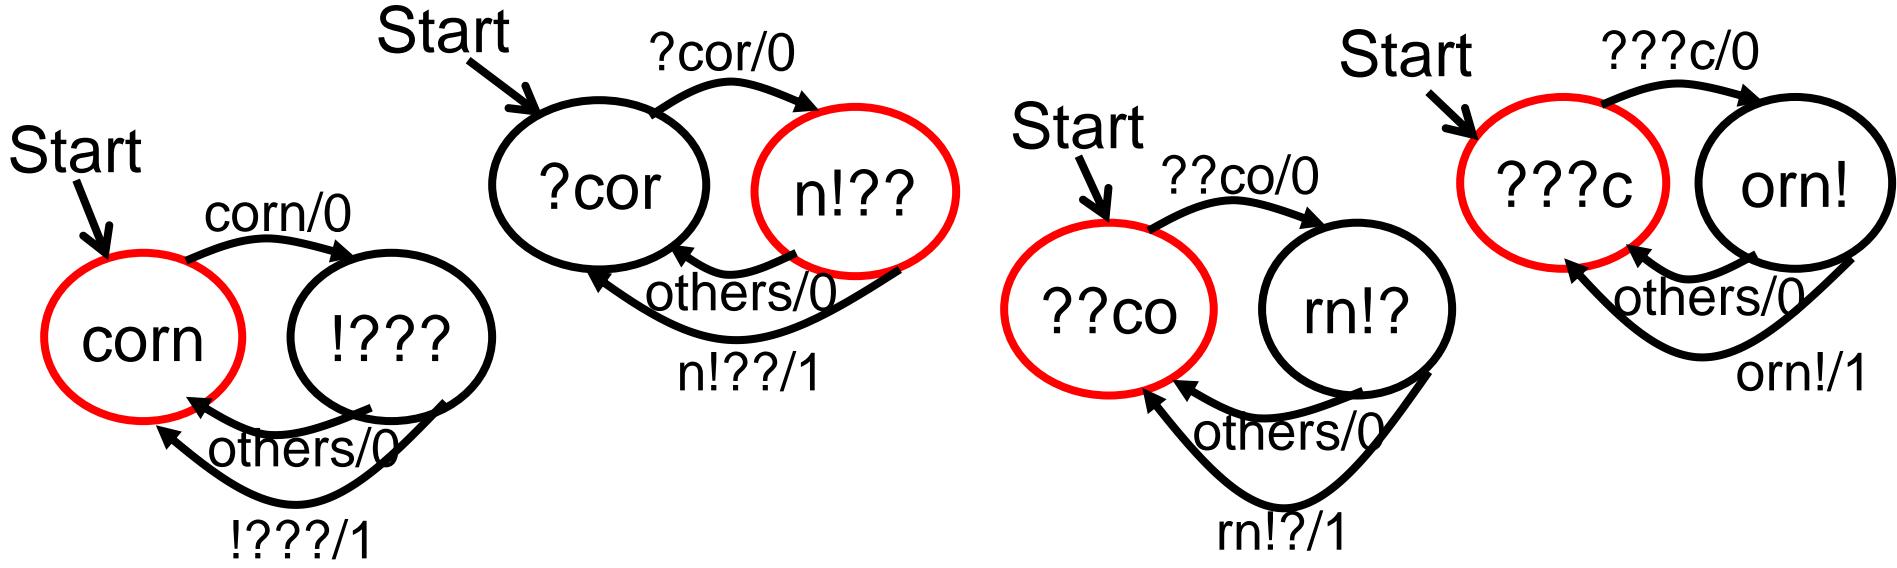 Start
corn/0
corn
!???
others/0
!???/1
Start
?cor/0
?cor
n!??
others/0
n!??/1
Start
??co/0
??co
rn!?
others/0
rn!?/1
Start
???c/0
???c
orn!
others/0
orn!/1